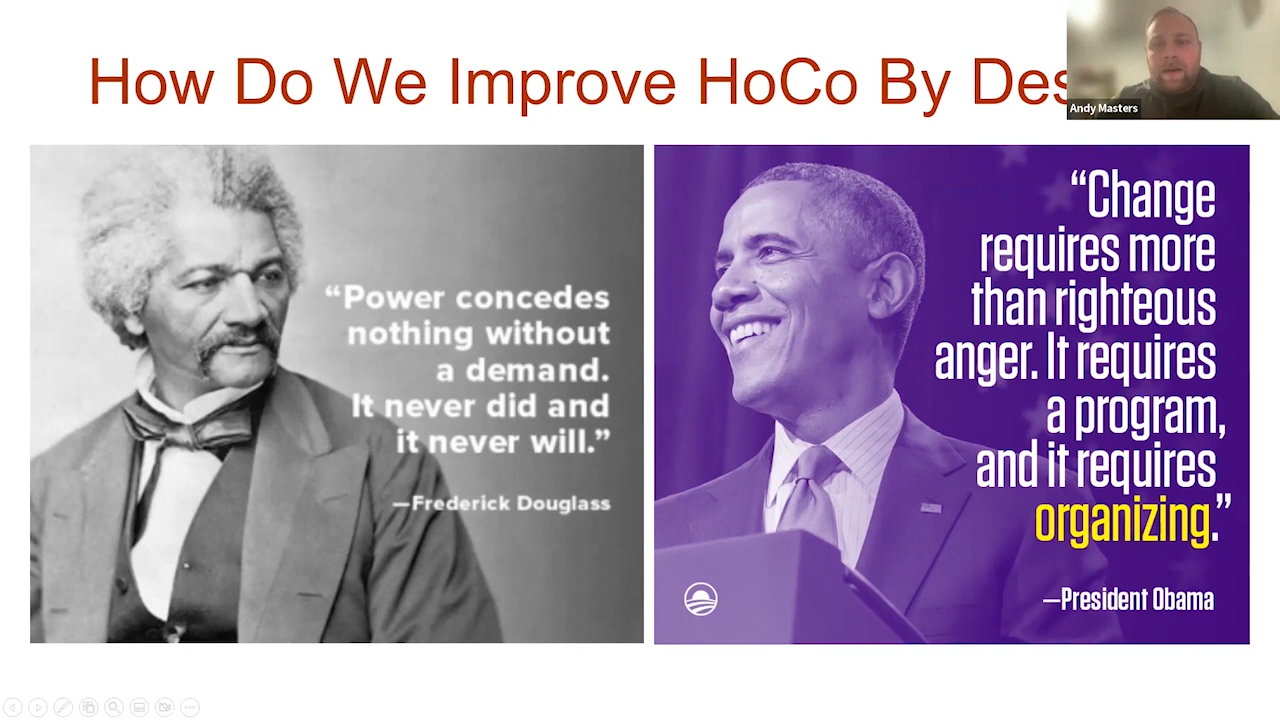 How Do We Improve HoCo By Des
Andy Masters
“Power concedes
nothing without
a demand.
It never did and
it never will.”
—Frederick Douglass
“Change
requires more
than righteous
anger. It requires
a program,
and it requires
organizing.”
—President Obama